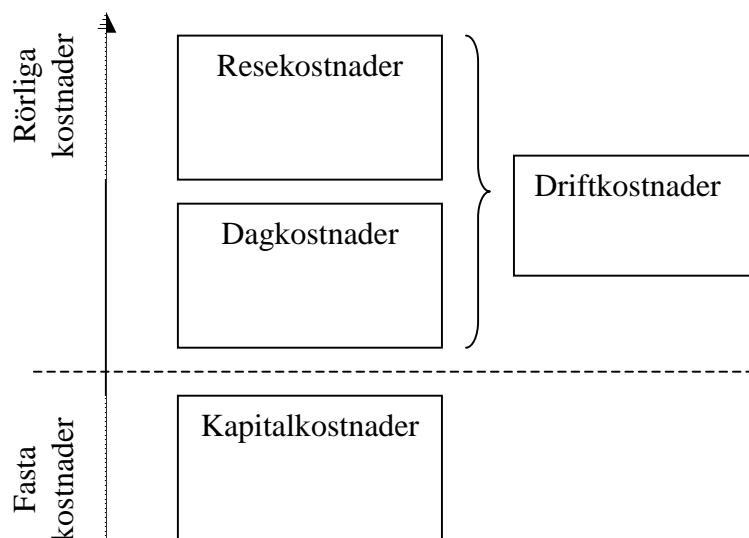 Rörliga
kostnader
Resekostnader
Dagkostnader
Driftkostnader
Fasta
kostnader
Kapitalkostnader